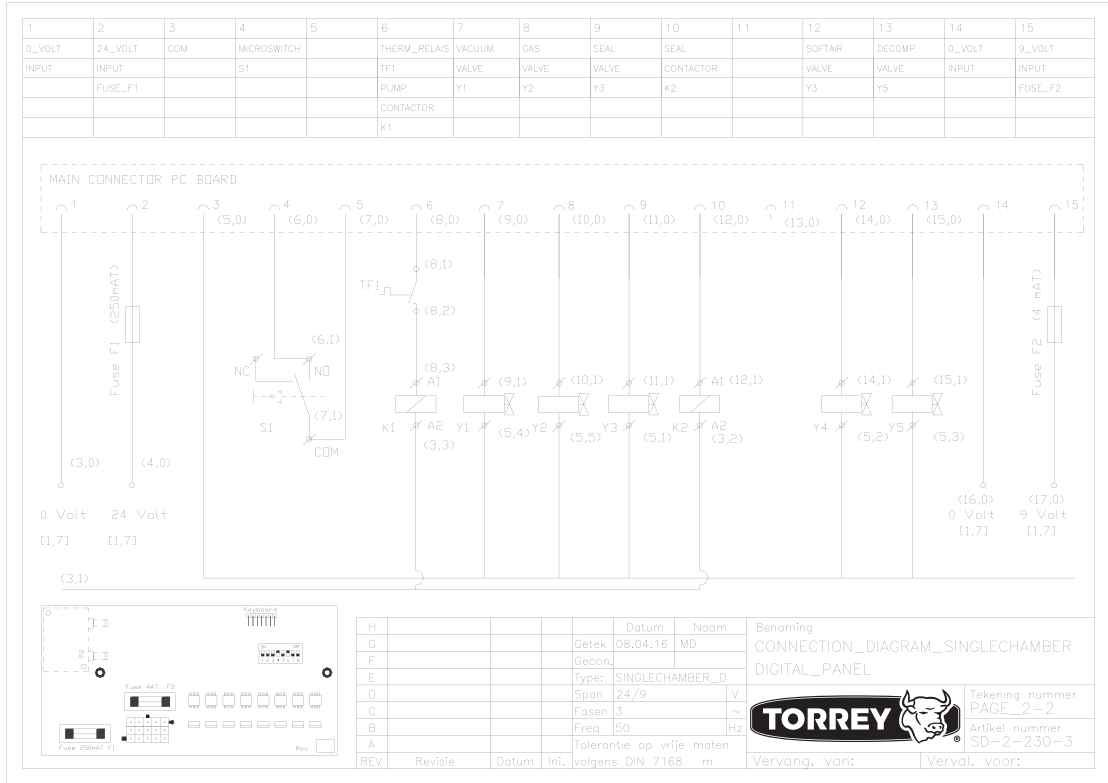 1 2 3 4 5 6 7 8 9 10 11 12 13 14 15
0_VOLT 24_VOLT COM MICROSWITCH THERM_RELAIS VACUUM GAS SEAL SEAL SOFTAIR DECOMP 0_VOLT 9_VOLT
INPUT INPUT S1 TF1 VALVE VALVE VALVE CONTACTOR VALVE VALVE INPUT INPUT
FUSE_F1 PUMP Y1 Y2 Y3 K2 Y3 Y5 FUSE_F2
CONTACTOR
K1
MAIN CONNECTOR PC BOARD
1 2 3 4 5 6 7 8 9 10 11 12 13 14 15
(5,0) (6,0) (7,0) (8,0) (9,0) (10,0) (11,0) (12,0) (13,0) (14,0) (15,0)
(8,1)
TF1
(8,2)
Fuse F1 (250mAT)
Fuse F2 (4 mAT)
(6,1)
NC NO
(7,1)
S1
COM
(8,3) A1 (9,1) (10,1) (11,1) A1 (12,1) (14,1) (15,1)
K1 A2 Y1 Y2 Y3 K2 A2 Y4 Y5
(3,3) (5,4) (5,5) (5,1) (3,2) (5,2) (5,3)
(3,0) (4,0)
0 Volt 24 Volt
[1,7] [1,7]
(16,0) (17,0)
0 Volt 9 Volt
[1,7] [1,7]
(3,1)
Keyboard
P2
1 2 3 4 5 6 7 8
Fuse 4AT F2
Fuse 250mAT F1
Rev
H Datum Naam
G Getek 08.04.16 MD
F Gecon.
E Type: SINGLECHAMBER_D
D Span 24/9 V
C Fasen 3 ~
B Freq 50 Hz
A Tolerantie op vrije maten
REV Revisie Datum Ini. volgens DIN 7168 m
Benaming
CONNECTION_DIAGRAM_SINGLECHAMBER
DIGITAL_PANEL
TORREY ®
Tekening nummer
PAGE_2-2
Artikel nummer
SD-2-230-3
Vervang. van: Verval. voor: